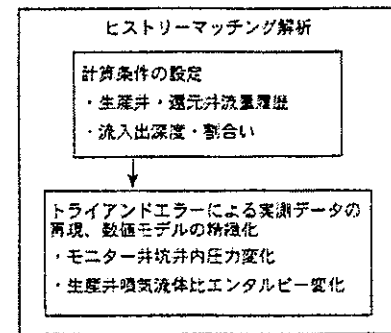 ヒストリーマッチング解析
計算条件の設定
・生産井・還元井流量履歴
・流入出深度・割合い
トライアンドエラーによる実測データの
再現、数値モデルの精緻化
・モニター井坑井内圧力変化
・生産井噴気流体比エンタルピー変化